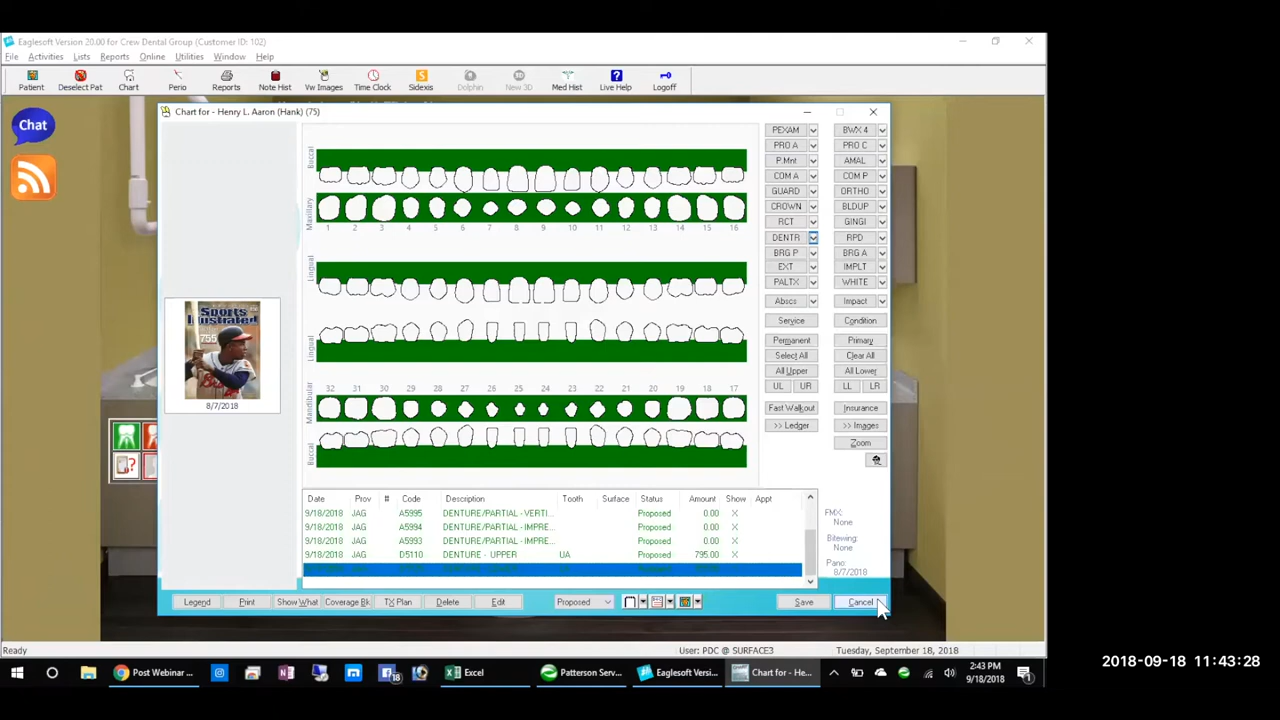 Eaglesoft Version 20.00 for Crew Dental Group (Customer ID: 102)
File Activities Lists Reports Online Utilities Window Help
Patient Deselect Pat Chart Perio Reports Note Hist Vw Images Time Clock Sidexis Dolphin New 3D Med Hist Live Help Logoff
Chat
Chart for - Henry L. Aaron (Hank) (75)
Buccal
Maxillary
1 2 3 4 5 6 7 8 9 10 11 12 13 14 15 16
Lingual
Lingual
32 31 30 29 28 27 26 25 24 23 22 21 20 19 18 17
Mandibular
Buccal
Sports
Illustrated
755
8/7/2018
PEXAM BWX 4
PRO A PRO C
P.Mnt AMAL
COM A COM P
GUARD ORTHO
CROWN BLDUP
RCT GINGI
DENTR RPD
BRG P BRG A
EXT IMPLT
PALTX WHITE
Abscs Impact
Service Condition
Permanent Primary
Select All Clear All
All Upper All Lower
UL UR LL LR
Fast Walkout Insurance
>> Ledger >> Images
Zoom
Date Prov # Code Description Tooth Surface Status Amount Show Appt
9/18/2018 JAG A5995 DENTURE/PARTIAL - VERTI... Proposed 0.00 X
9/18/2018 JAG A5994 DENTURE/PARTIAL - IMPRE... Proposed 0.00 X
9/18/2018 JAG A5993 DENTURE/PARTIAL - IMPRE... Proposed 0.00 X
9/18/2018 JAG D5110 DENTURE - UPPER UA Proposed 795.00 X
FMX:
None
Bitewing:
None
Pano:
8/7/2018
Legend Print Show What Coverage Bk TX Plan Delete Edit Proposed Save Cancel
Ready User: PDC @ SURFACE3 Tuesday, September 18, 2018
Post Webinar ... 18 Excel Patterson Serv... Eaglesoft Versi... Chart for - He... 2:43 PM
9/18/2018
1
2018-09-18 11:43:28